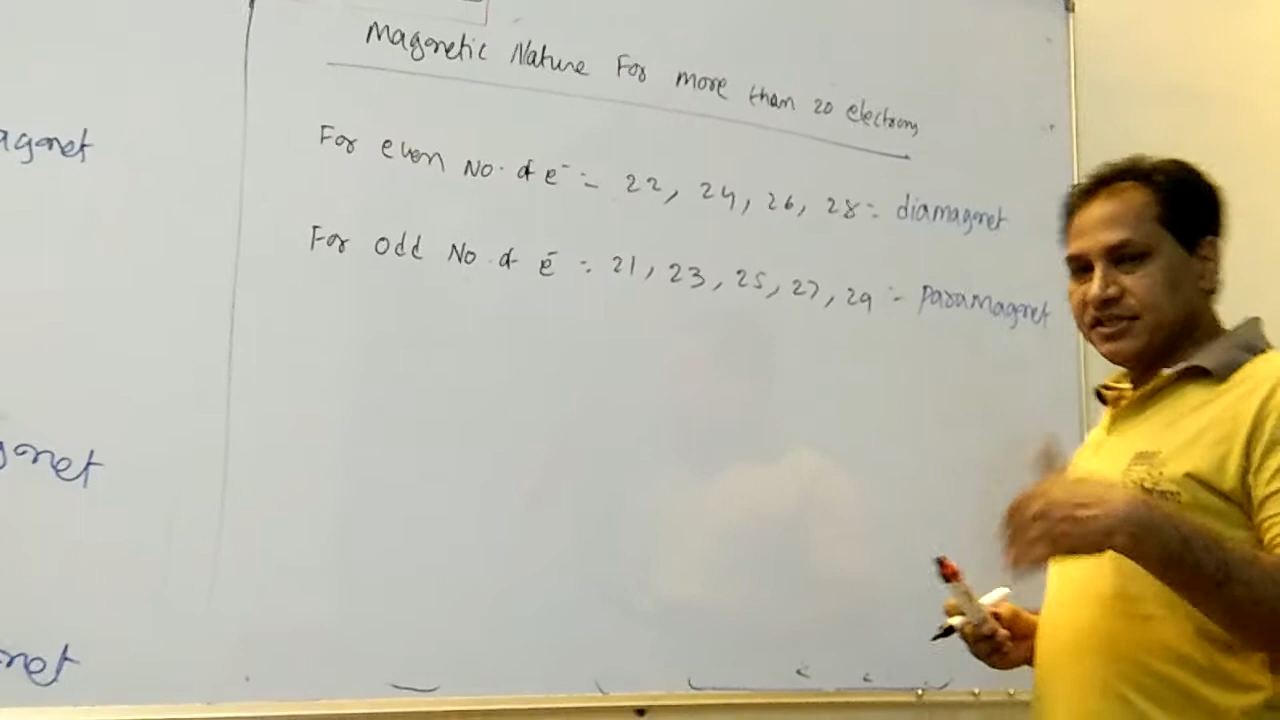 Magnetic Nature For more than 20 electrons
For even No. of e⁻ :- 22, 24, 26, 28 :- diamagnet
For odd No. of e⁻ :- 21, 23, 25, 27, 29 :- Paramagnet
agnet
gnet
net